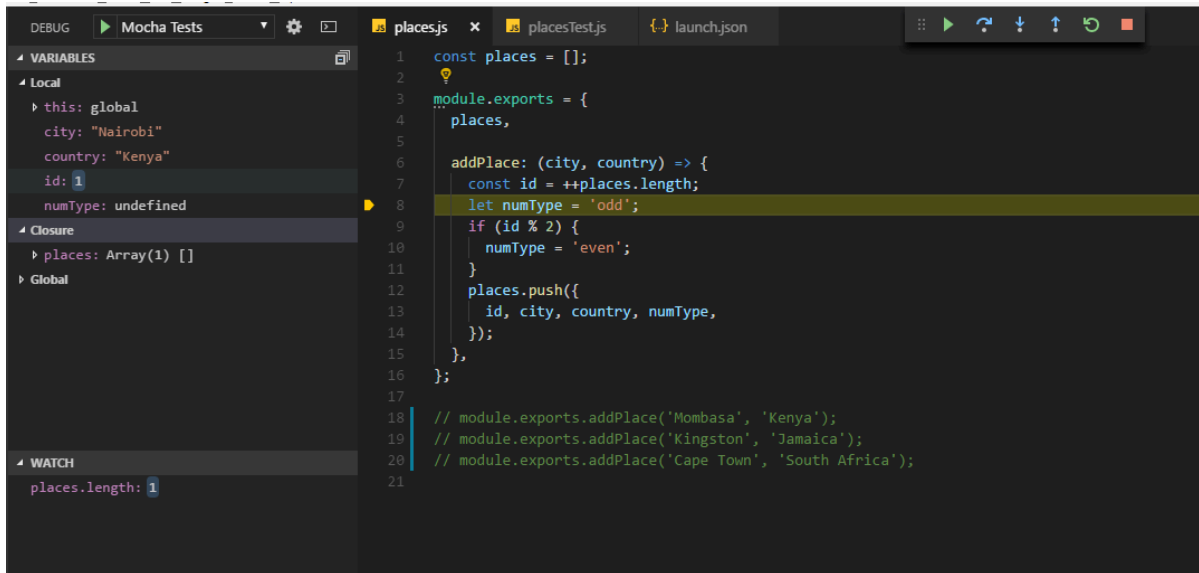 DEBUG Mocha Tests
places.js placesTest.js {..} launch.json
VARIABLES
Local
this: global
city: "Nairobi"
country: "Kenya"
id: 1
numType: undefined
Closure
places: Array(1) []
Global
WATCH
places.length: 1
1 const places = [];
2
3 module.exports = {
4 places,
5
6 addPlace: (city, country) => {
7 const id = ++places.length;
8 let numType = 'odd';
9 if (id % 2) {
10 numType = 'even';
11 }
12 places.push({
13 id, city, country, numType,
14 });
15 },
16 };
17
18 // module.exports.addPlace('Mombasa', 'Kenya');
19 // module.exports.addPlace('Kingston', 'Jamaica');
20 // module.exports.addPlace('Cape Town', 'South Africa');
21